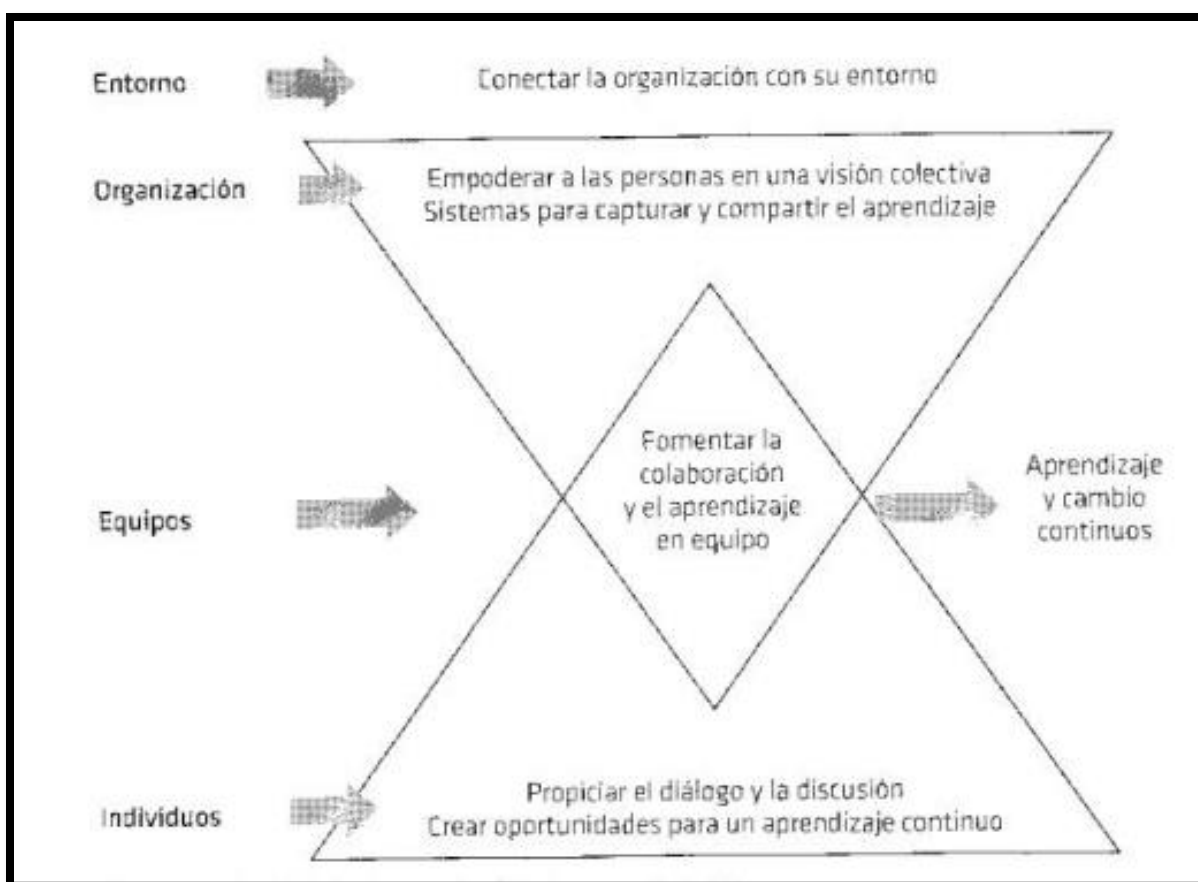 Entorno
Conectar la organización con su entorno
Organización
Empoderar a las personas en una visión colectiva
Sistemas para capturar y compartir el aprendizaje
Fomentar la
colaboración
y el aprendizaje
en equipo
Equipos
Aprendizaje
y cambio
continuos
Individuos
Propiciar el diálogo y la discusión
Crear oportunidades para un aprendizaje continuo